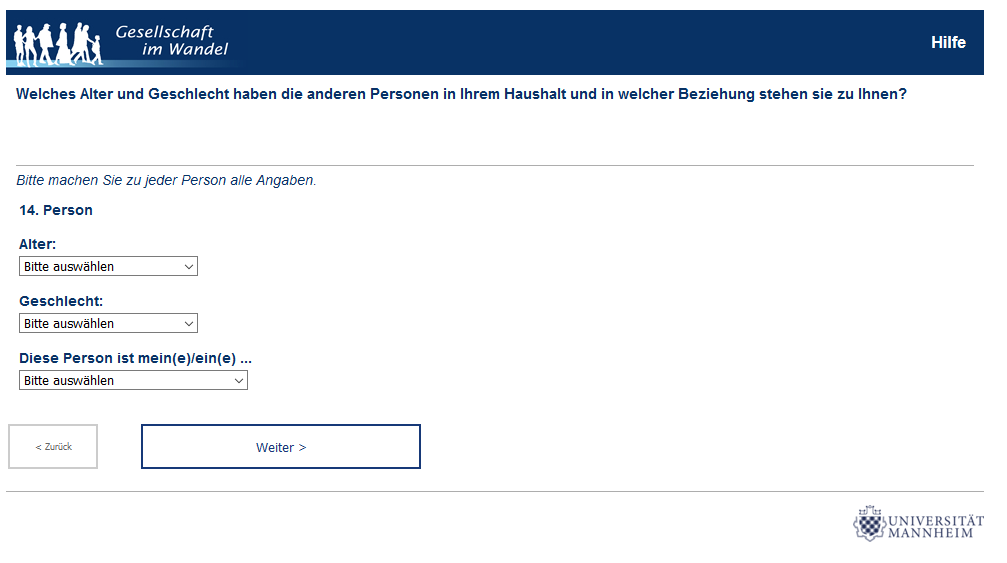 Gesellschaft
im Wandel
Hilfe
Welches Alter und Geschlecht haben die anderen Personen in Ihrem Haushalt und in welcher Beziehung stehen sie zu Ihnen?
Bitte machen Sie zu jeder Person alle Angaben.
14. Person
Alter:
Bitte auswählen
Geschlecht:
Bitte auswählen
Diese Person ist mein(e)/ein(e) ...
Bitte auswählen
< Zurück
Weiter >
UNIVERSITÄT
MANNHEIM